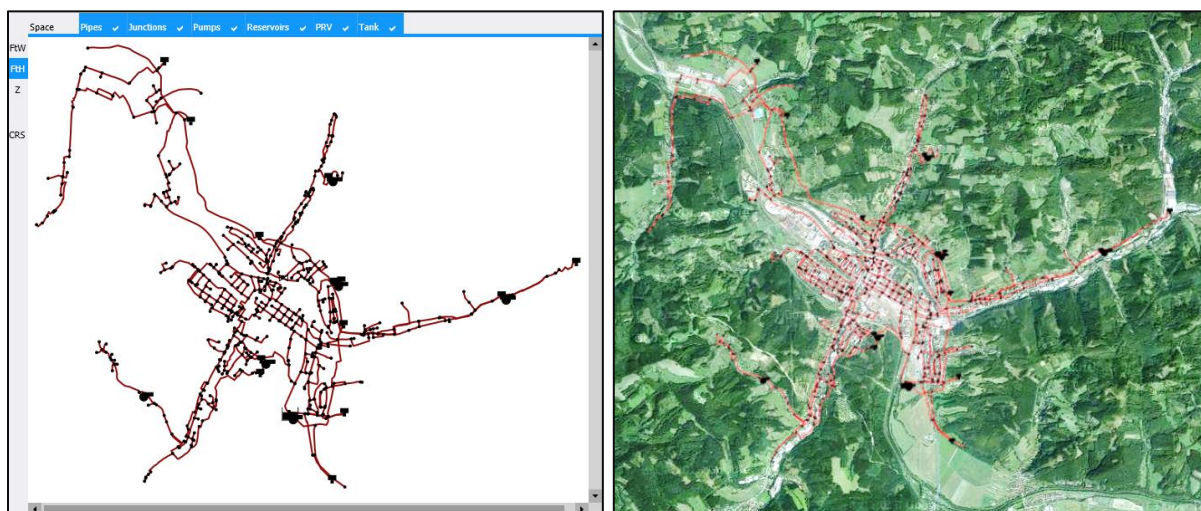 Space Pipes Junctions Pumps Reservoirs PRV Tank
FtW
FtH
Z
CRS